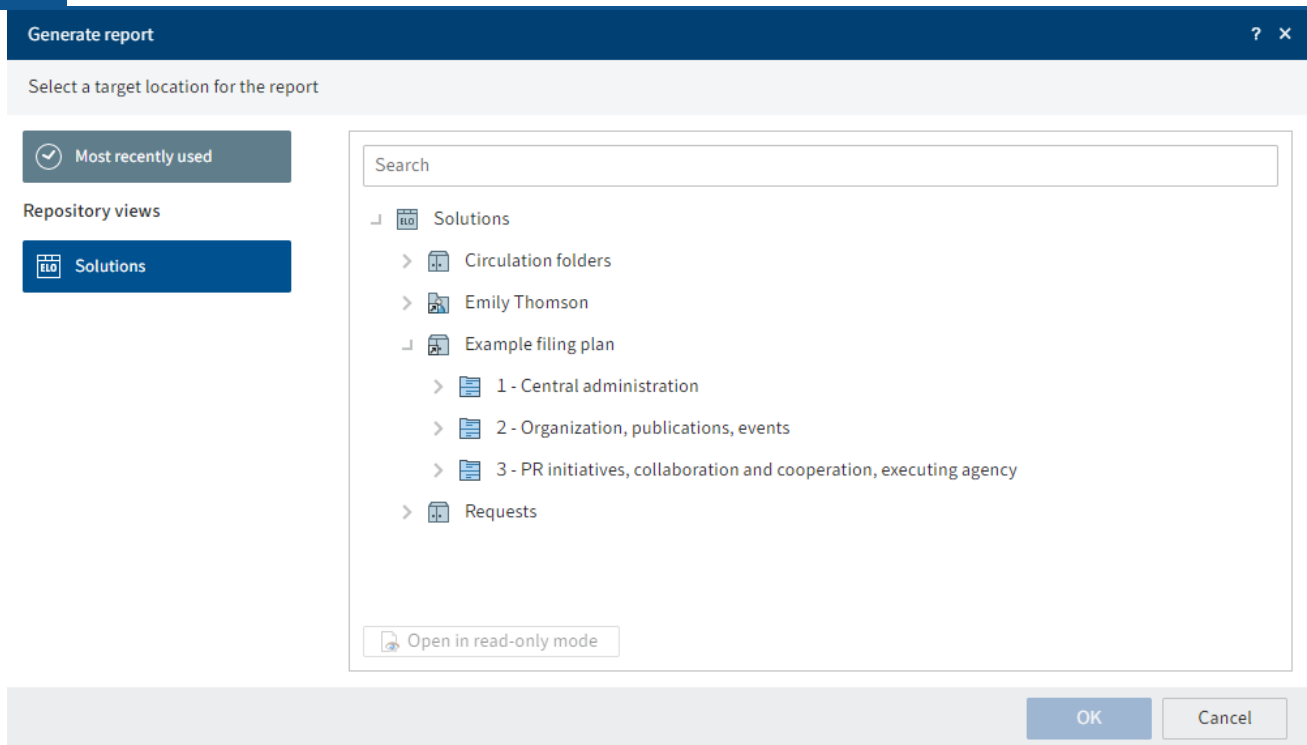 Generate report
? ×
Select a target location for the report
Most recently used
Repository views
ELO Solutions
Search
ELO Solutions
Circulation folders
Emily Thomson
Example filing plan
1 - Central administration
2 - Organization, publications, events
3 - PR initiatives, collaboration and cooperation, executing agency
Requests
Open in read-only mode
OK Cancel